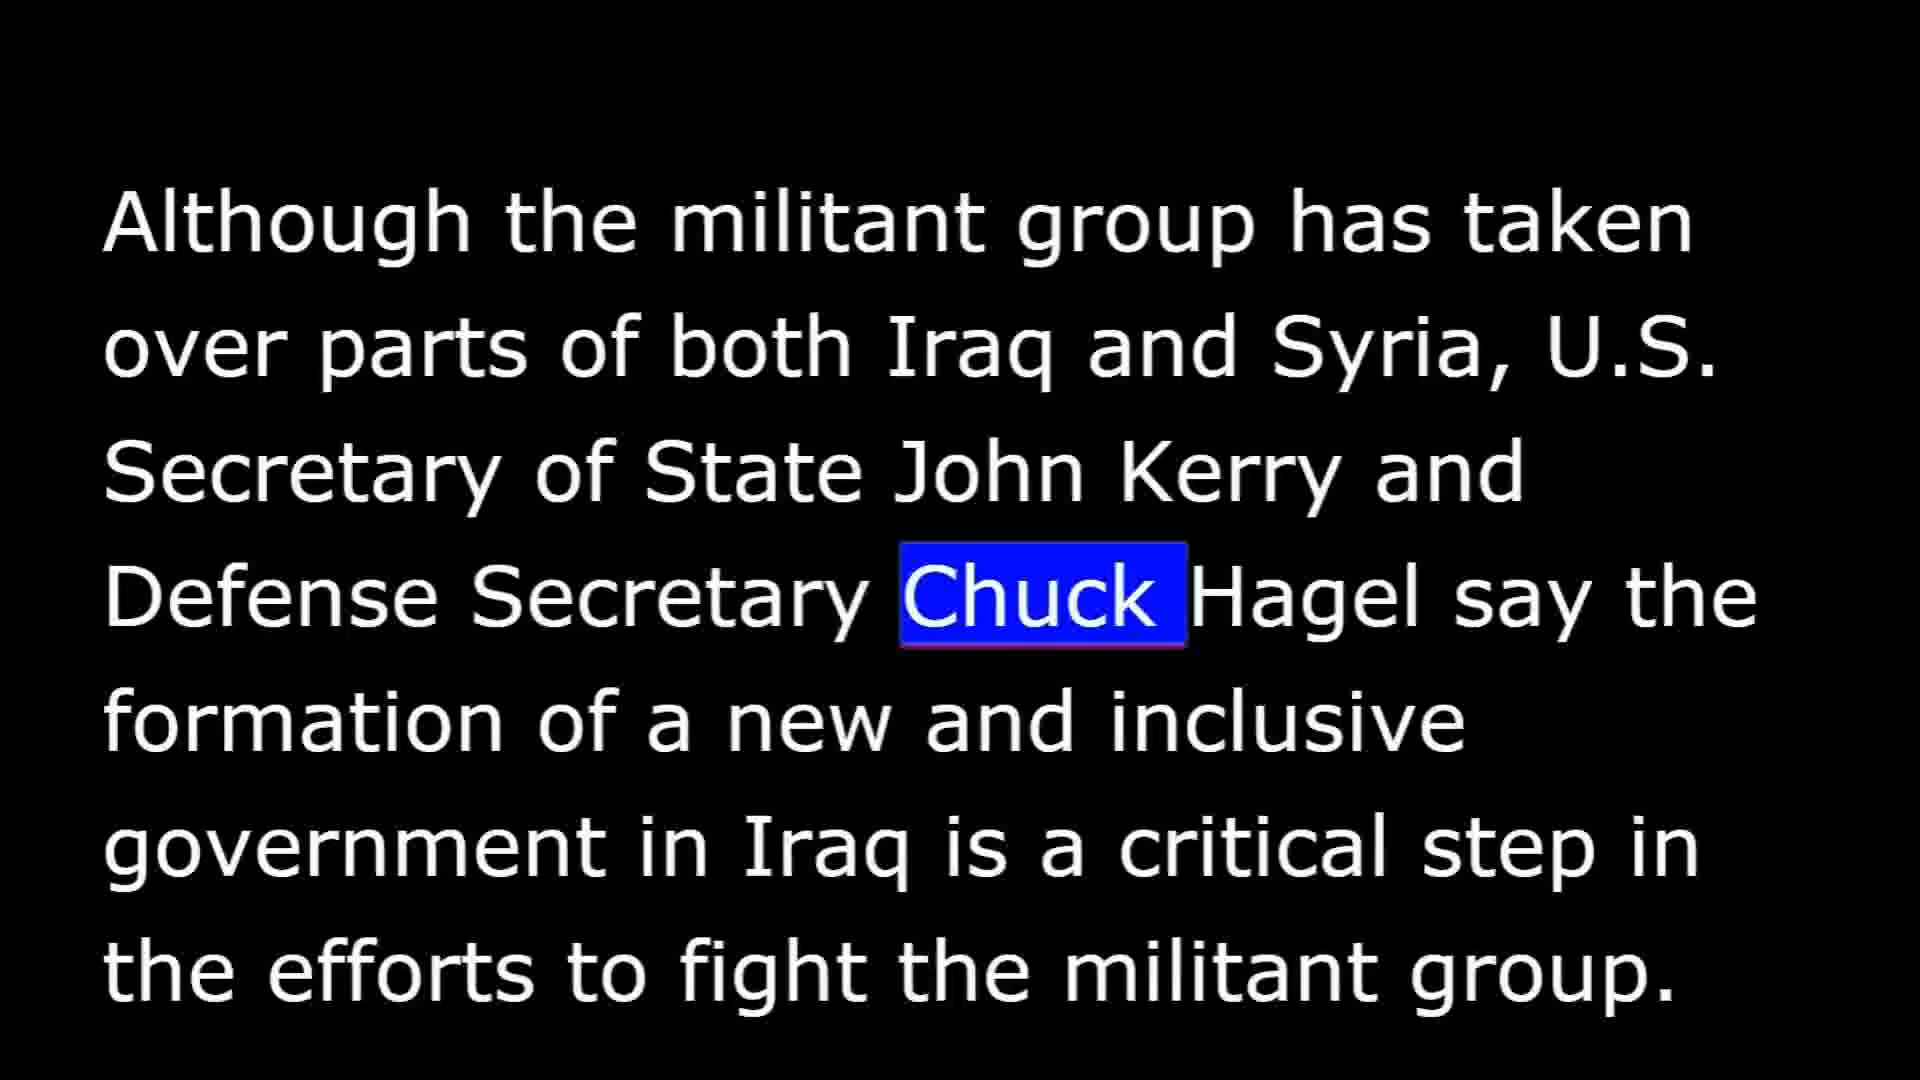 Although the militant group has taken
over parts of both Iraq and Syria, U.S.
Secretary of State John Kerry and
Defense Secretary Chuck Hagel say the
formation of a new and inclusive
government in Iraq is a critical step in
the efforts to fight the militant group.